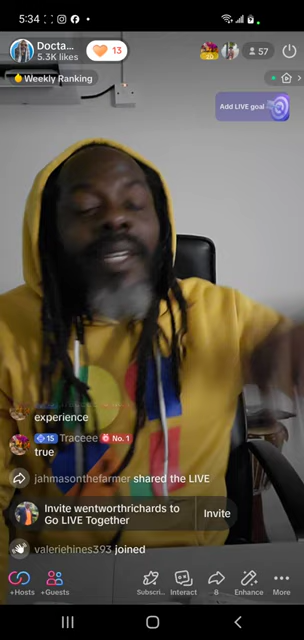 5:34
Docta...
5.3K likes
13
20
57
Weekly Ranking
Add LIVE goal
experience
15 Traceee No. 1
true
jahmasonthefarmer shared the LIVE
Invite wentworthrichards to
Go LIVE Together
Invite
valeriehines393 joined
+Hosts
+Guests
Subscri...
Interact
8
Enhance
More